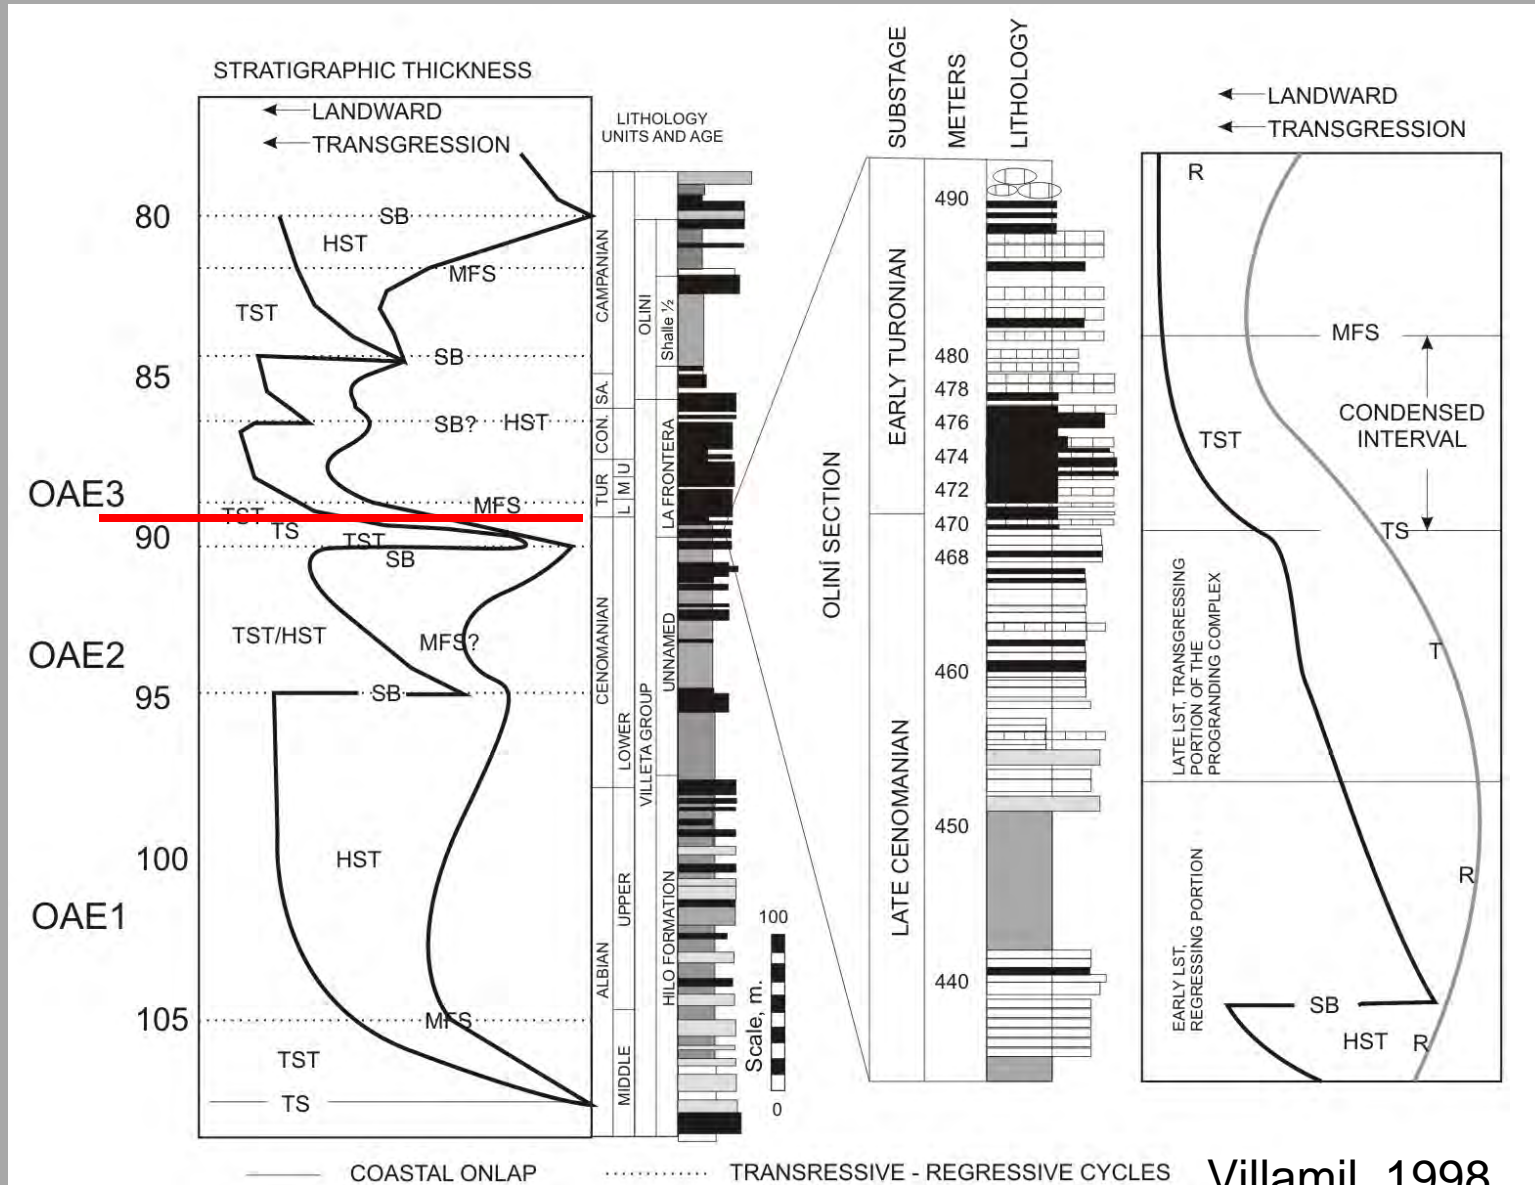 STRATIGRAPHIC THICKNESS
LANDWARD
TRANSGRESSION
80
85
90
95
100
105
OAE3
OAE2
OAE1
SB
HST
MFS
TST
SB
SB?
HST
MFS
TST
TS
TST
SB
TST/HST
MFS?
SB
HST
MFS
TST
TS
LITHOLOGY
UNITS AND AGE
CAMPANIAN
SA.
CON.
TUR
U
M
L
CENOMANIAN
LOWER
ALBIAN
UPPER
MIDDLE
OLINI
Shalle ½
LA FRONTERA
VILLETA GROUP
UNNAMED
HILO FORMATION
100
Scale, m.
0
OLINÍ SECTION
SUBSTAGE
METERS
LITHOLOGY
EARLY TURONIAN
LATE CENOMANIAN
490
480
478
476
474
472
470
468
460
450
440
LANDWARD
TRANSGRESSION
R
MFS
CONDENSED
INTERVAL
TST
TS
LATE LST, TRANSGRESSING
PORTION OF THE
PROGRANDING COMPLEX
T
R
EARLY LST,
REGRESSING PORTION
SB
HST
R
COASTAL ONLAP
TRANSRESSIVE - REGRESSIVE CYCLES
Villamil, 1998